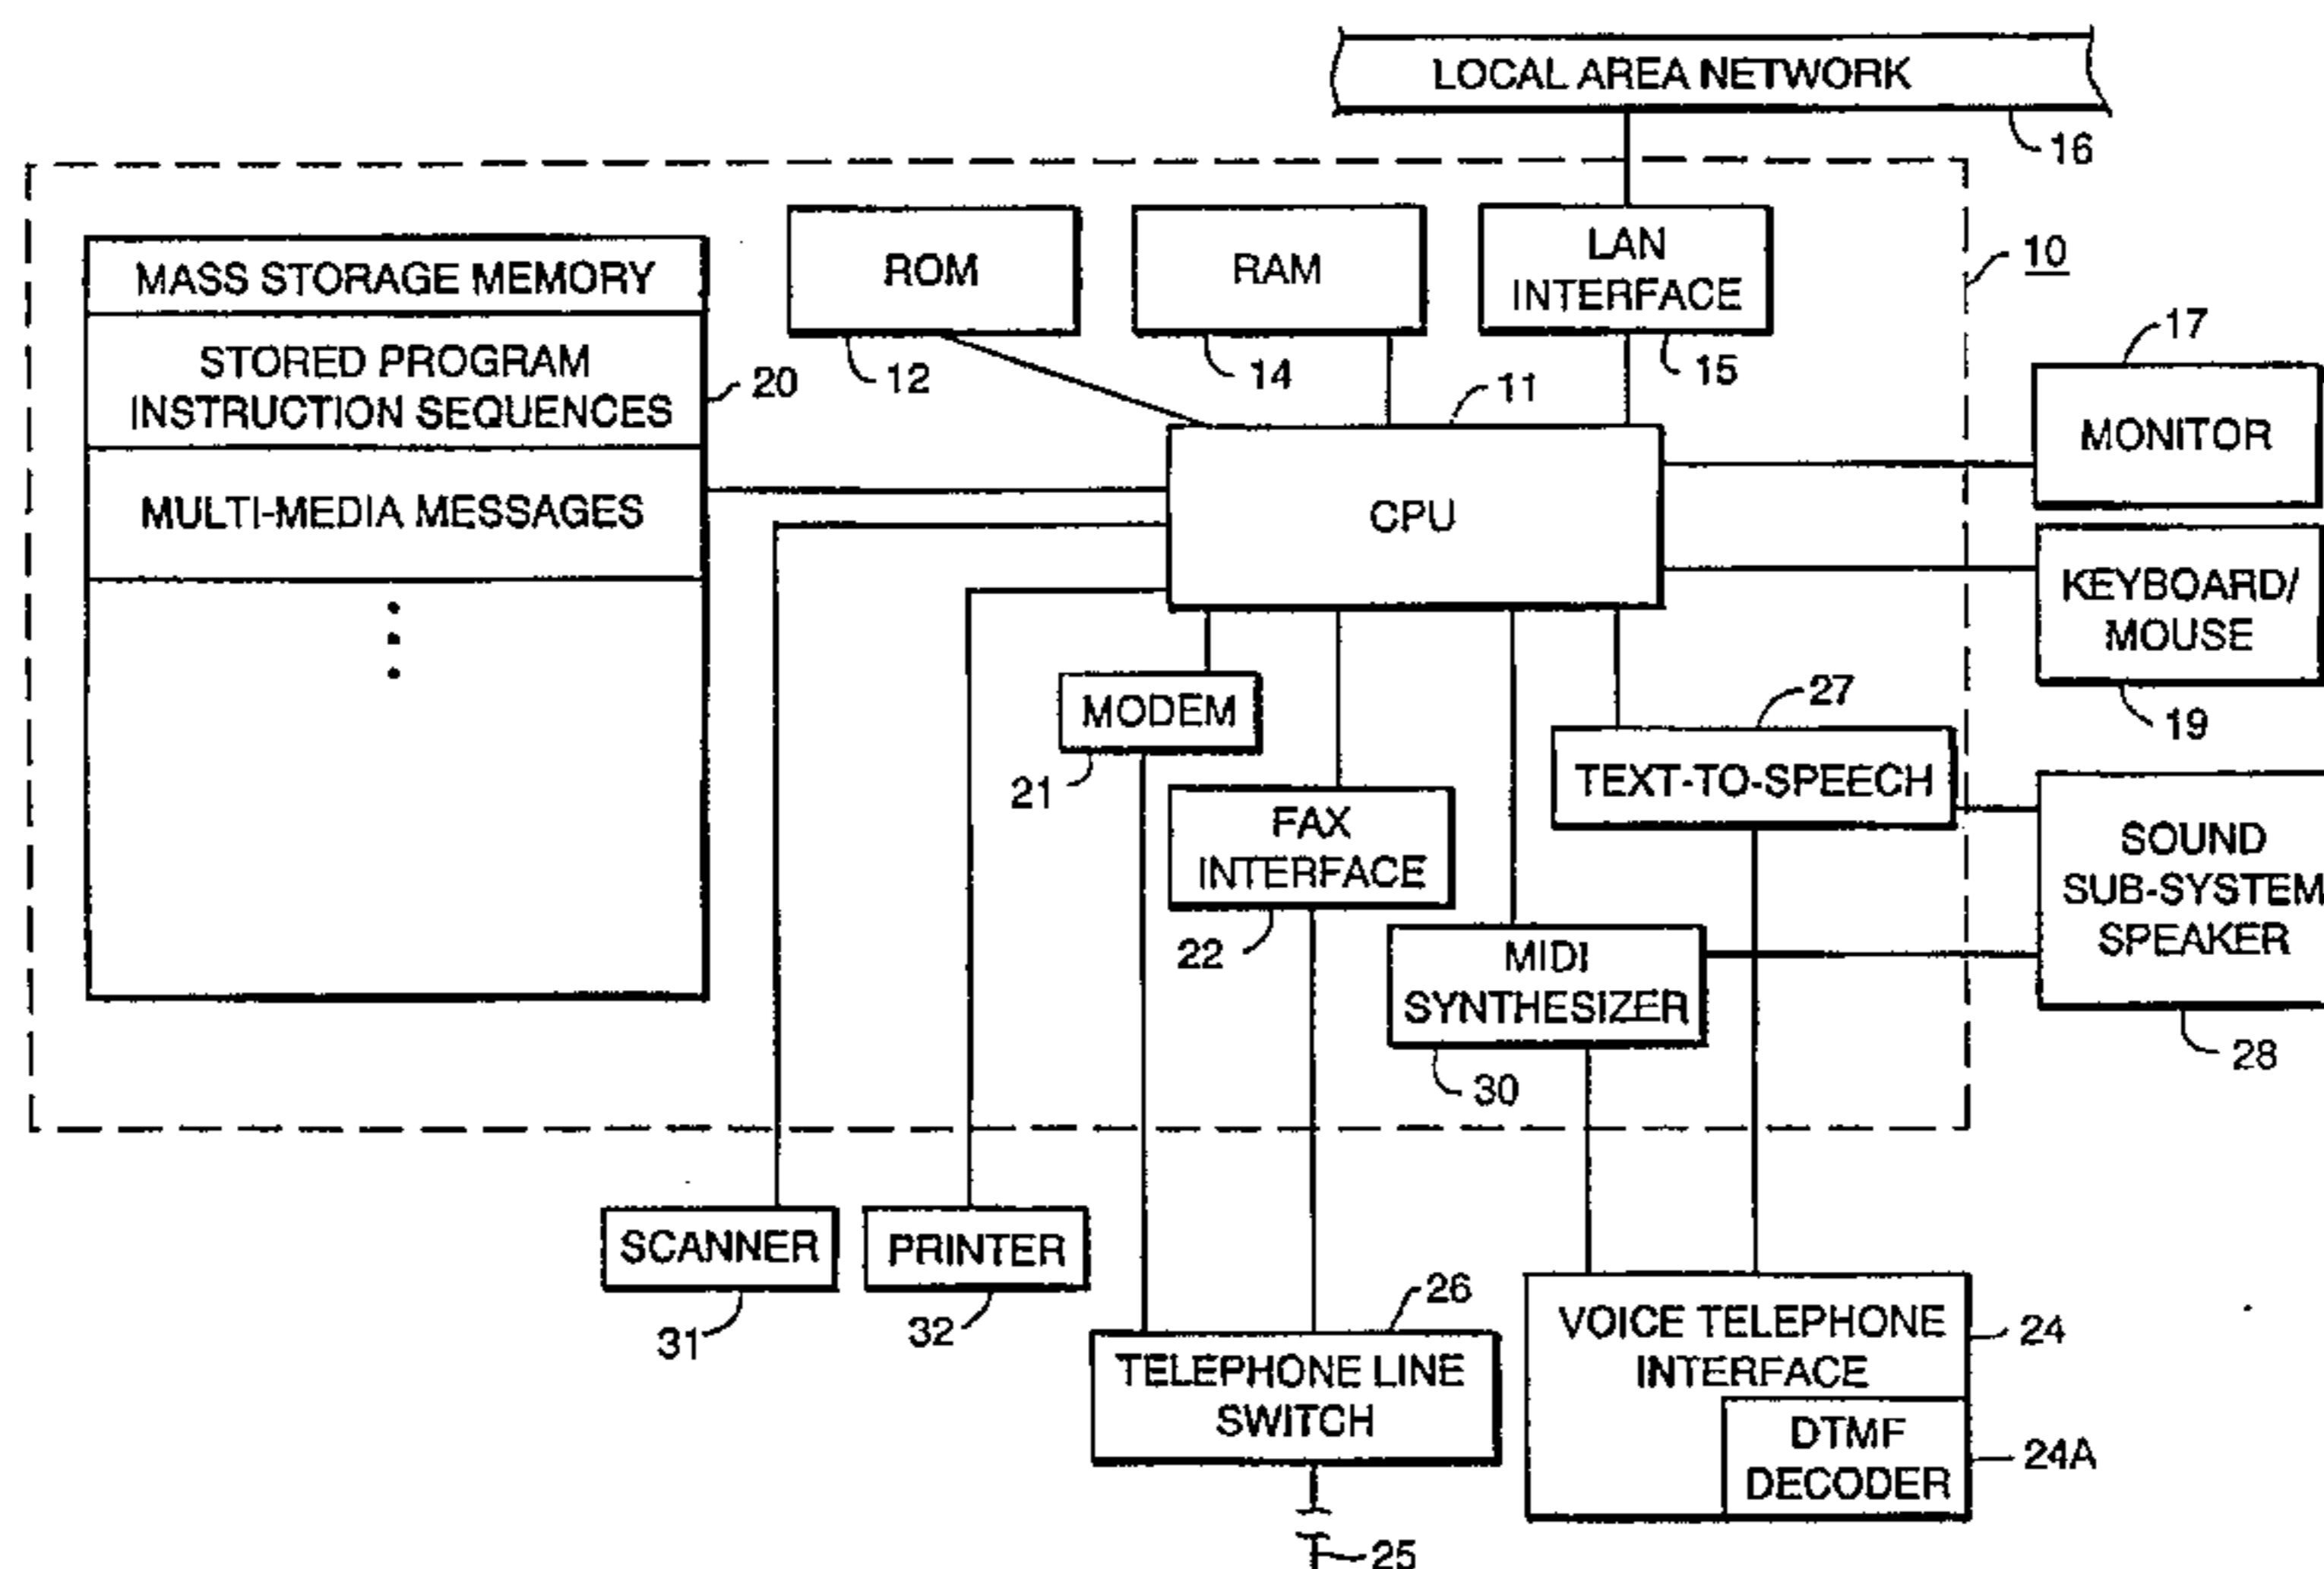 LOCAL AREA NETWORK
16
10
MASS STORAGE MEMORY
STORED PROGRAM
INSTRUCTION SEQUENCES
MULTI-MEDIA MESSAGES
20
ROM
12
RAM
14
LAN
INTERFACE
15
11
CPU
17
MONITOR
KEYBOARD/
MOUSE
19
MODEM
21
FAX
INTERFACE
22
27
TEXT-TO-SPEECH
MIDI
SYNTHESIZER
30
SOUND
SUB-SYSTEM
SPEAKER
28
SCANNER
31
PRINTER
32
26
TELEPHONE LINE
SWITCH
25
VOICE TELEPHONE
INTERFACE
24
DTMF
DECODER
24A